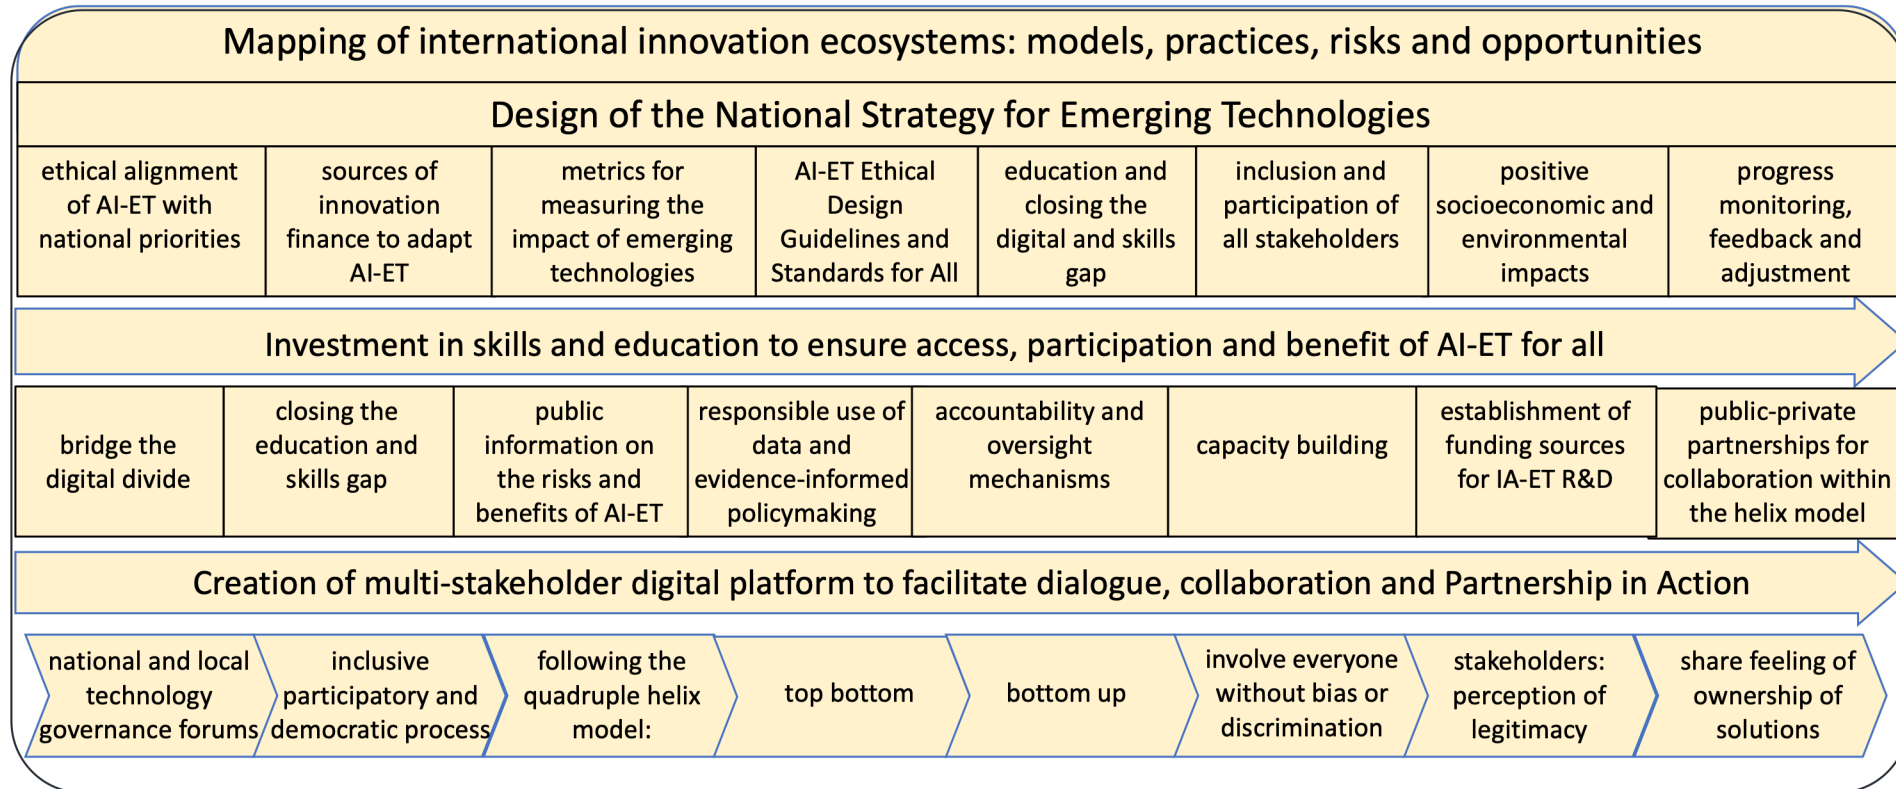 Mapping of international innovation ecosystems: models, practices, risks and opportunities
Design of the National Strategy for Emerging Technologies
ethical alignment
of AI-ET with
national priorities
sources of
innovation
finance to adapt
AI-ET
metrics for
measuring the
impact of emerging
technologies
AI-ET Ethical
Design
Guidelines and
Standards for All
education and
closing the
digital and skills
gap
inclusion and
participation of
all stakeholders
positive
socioeconomic and
environmental
impacts
progress
monitoring,
feedback and
adjustment
Investment in skills and education to ensure access, participation and benefit of AI-ET for all
bridge the
digital divide
closing the
education and
skills gap
public
information on
the risks and
benefits of AI-ET
responsible use of
data and
evidence-informed
policymaking
accountability and
oversight
mechanisms
capacity building
establishment of
funding sources
for IA-ET R&D
public-private
partnerships for
collaboration within
the helix model
Creation of multi-stakeholder digital platform to facilitate dialogue, collaboration and Partnership in Action
national and local
technology
governance forums
inclusive
participatory and
democratic process
following the
quadruple helix
model:
top bottom
bottom up
involve everyone
without bias or
discrimination
stakeholders:
perception of
legitimacy
share feeling of
ownership of
solutions